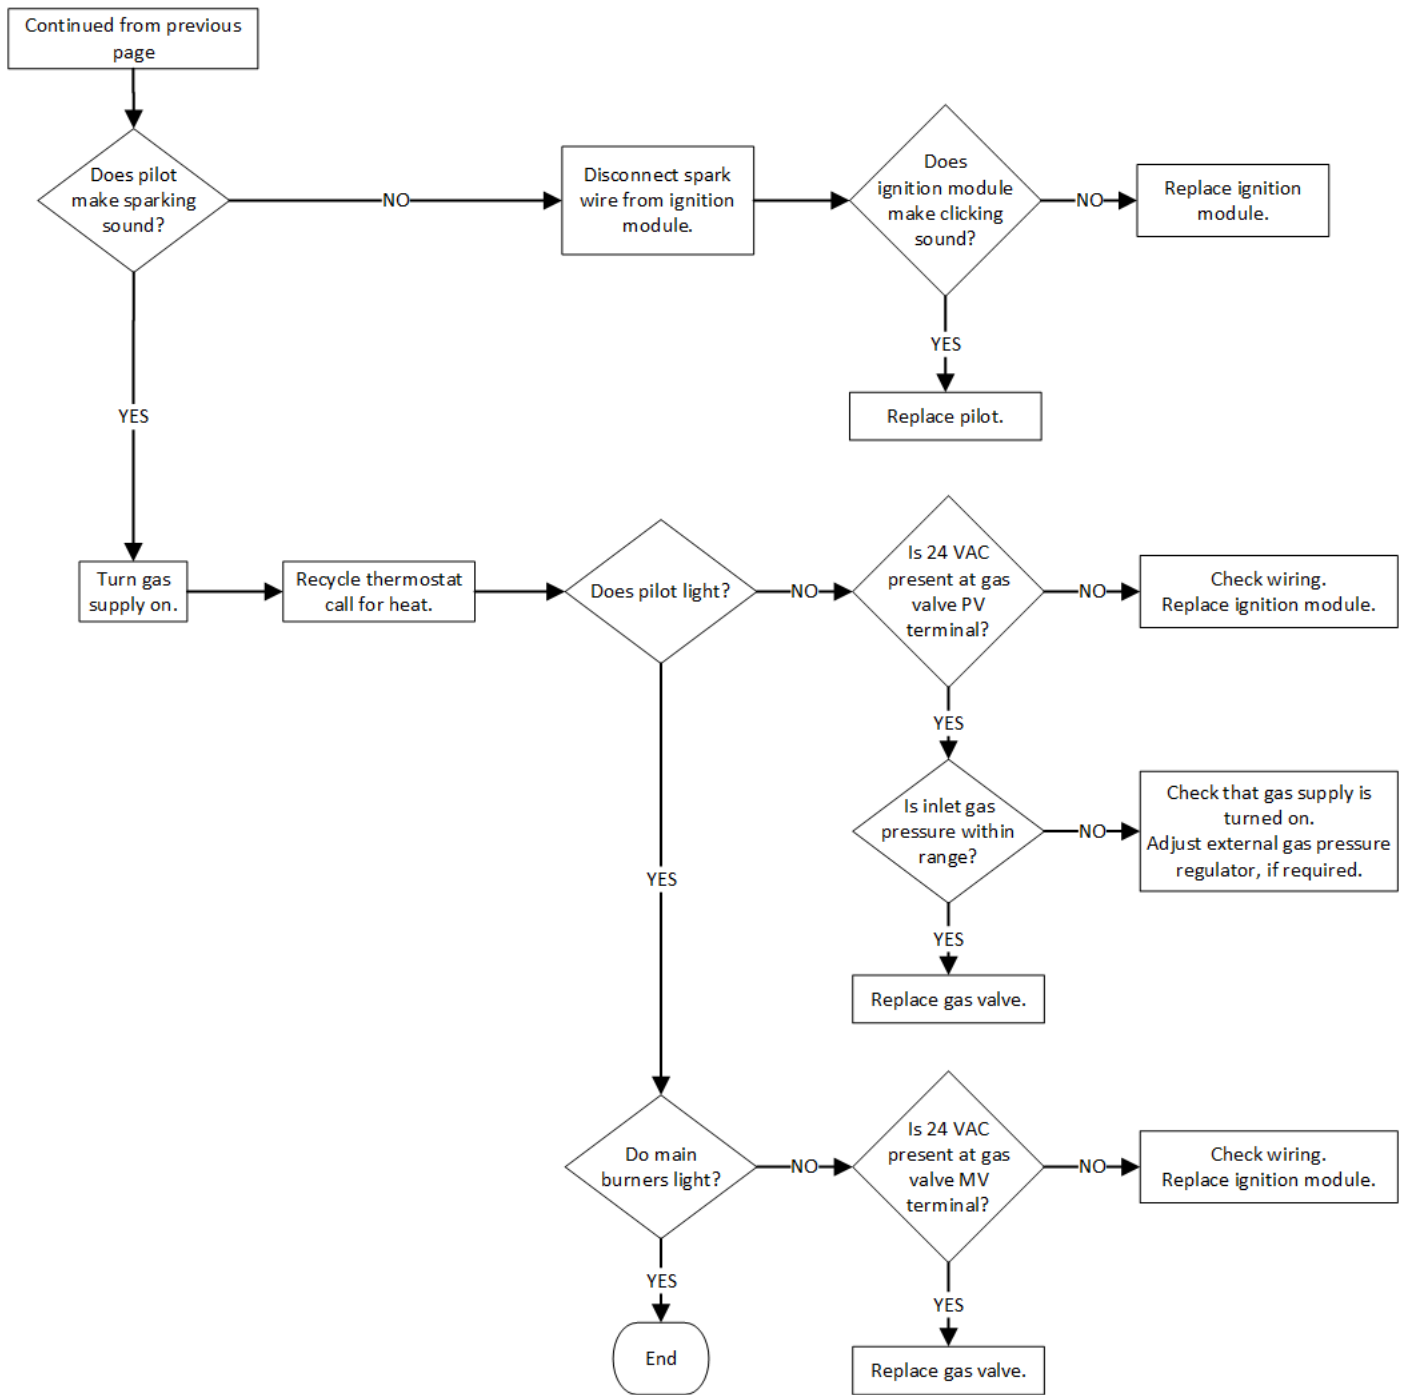 Continued from previous
page
Does pilot
make sparking
sound?
NO
Disconnect spark
wire from ignition
module.
Does
ignition module
make clicking
sound?
NO
Replace ignition
module.
YES
Replace pilot.
YES
Turn gas
supply on.
Recycle thermostat
call for heat.
Does pilot light?
NO
Is 24 VAC
present at gas
valve PV
terminal?
NO
Check wiring.
Replace ignition module.
YES
Is inlet gas
pressure within
range?
NO
Check that gas supply is
turned on.
Adjust external gas pressure
regulator, if required.
YES
Replace gas valve.
YES
Do main
burners light?
NO
Is 24 VAC
present at gas
valve MV
terminal?
NO
Check wiring.
Replace ignition module.
YES
Replace gas valve.
YES
End